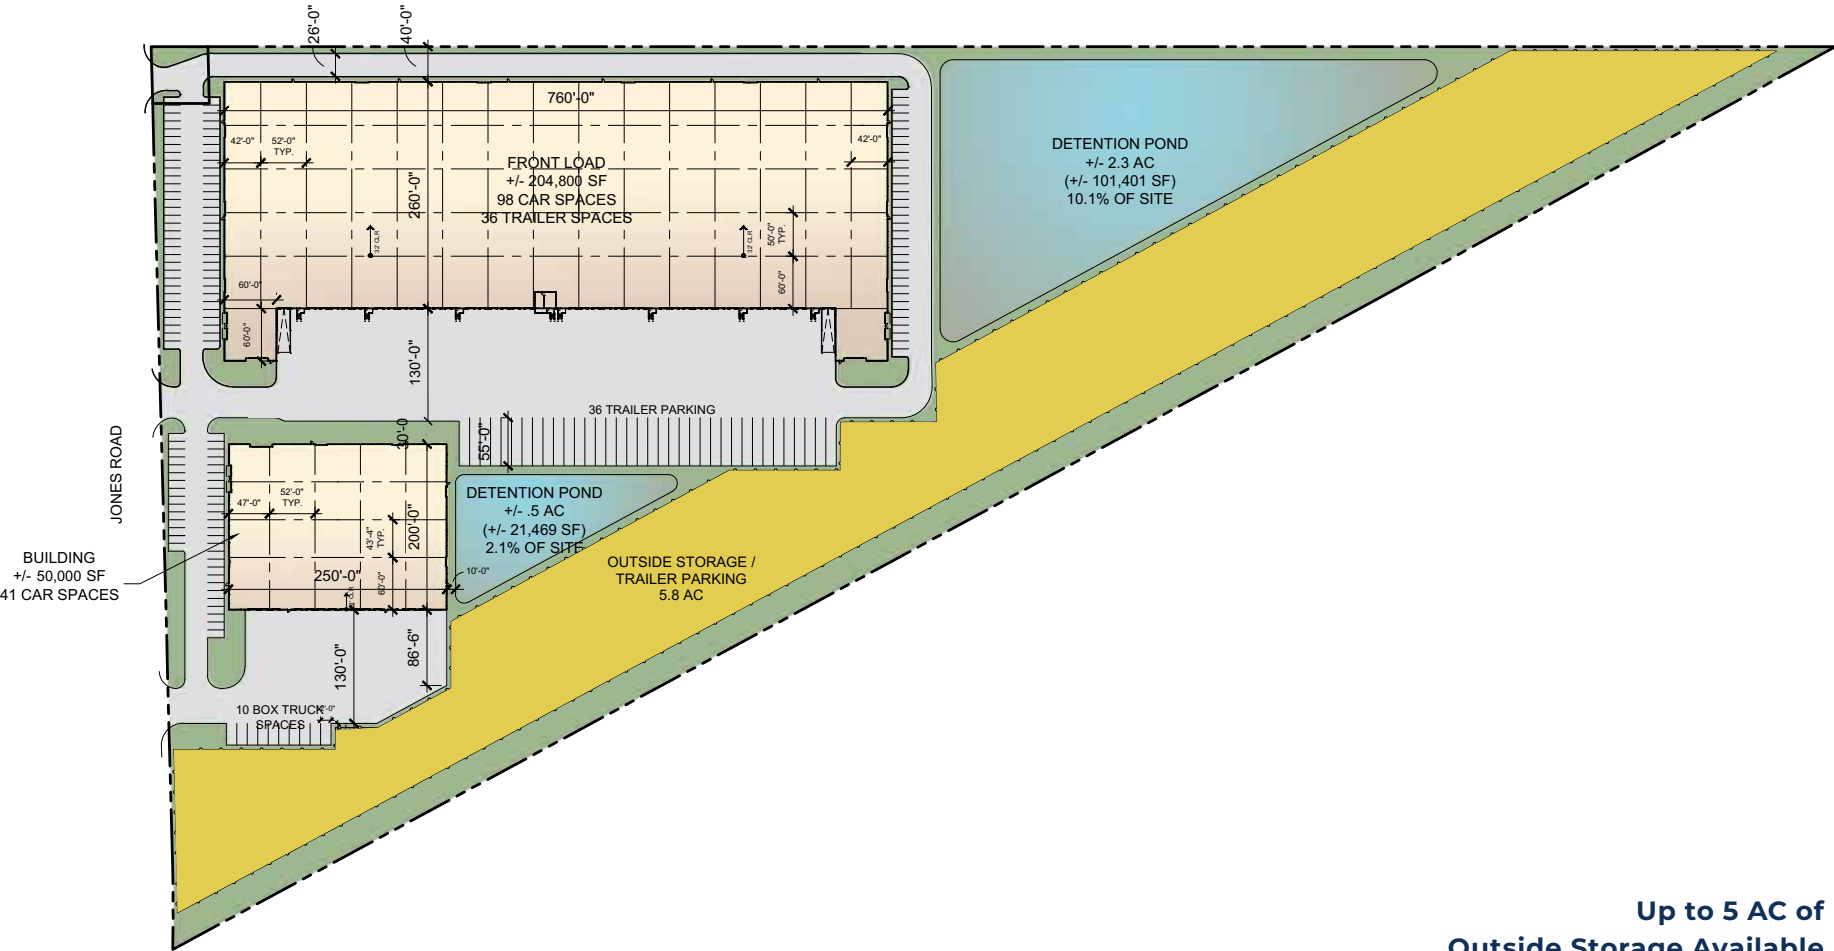 26'-0"
40'-0"
760'-0"
42'-0"
52'-0"
TYP.
42'-0"
FRONT LOAD
+/- 204,800 SF
98 CAR SPACES
36 TRAILER SPACES
260'-0"
32' CLR
32' CLR
50'-0"
TYP.
60'-0"
60'-0"
60'-0"
DETENTION POND
+/- 2.3 AC
(+/- 101,401 SF)
10.1% OF SITE
130'-0"
36 TRAILER PARKING
30'-0
55'-0"
JONES ROAD
47'-0"
52'-0"
TYP.
43'-4"
TYP.
200'-0"
250'-0"
60'-0"
10'-0"
DETENTION POND
+/- .5 AC
(+/- 21,469 SF)
2.1% OF SITE
BUILDING
+/- 50,000 SF
41 CAR SPACES
OUTSIDE STORAGE /
TRAILER PARKING
5.8 AC
130'-0"
86'-6"
10 BOX TRUCK
SPACES
Up to 5 AC of
Outside Storage Available